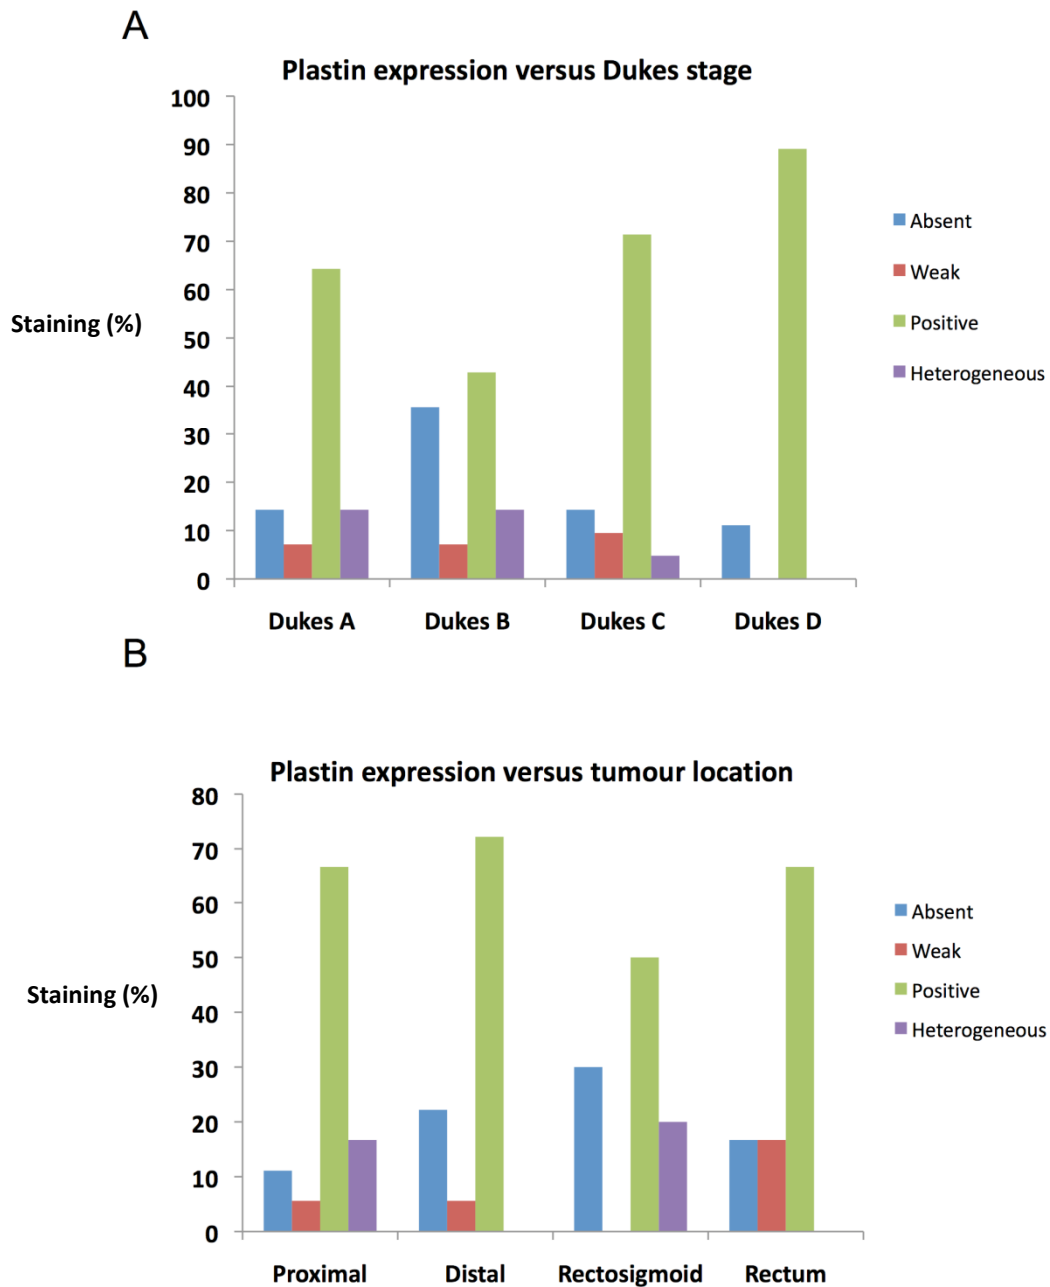 A
Plastin expression versus Dukes stage
100
90
80
70
60
50
40
30
20
10
0
Staining (%)
Absent
Weak
Positive
Heterogeneous
Dukes A Dukes B Dukes C Dukes D
B
Plastin expression versus tumour location
80
70
60
50
40
30
20
10
0
Staining (%)
Absent
Weak
Positive
Heterogeneous
Proximal Distal Rectosigmoid Rectum